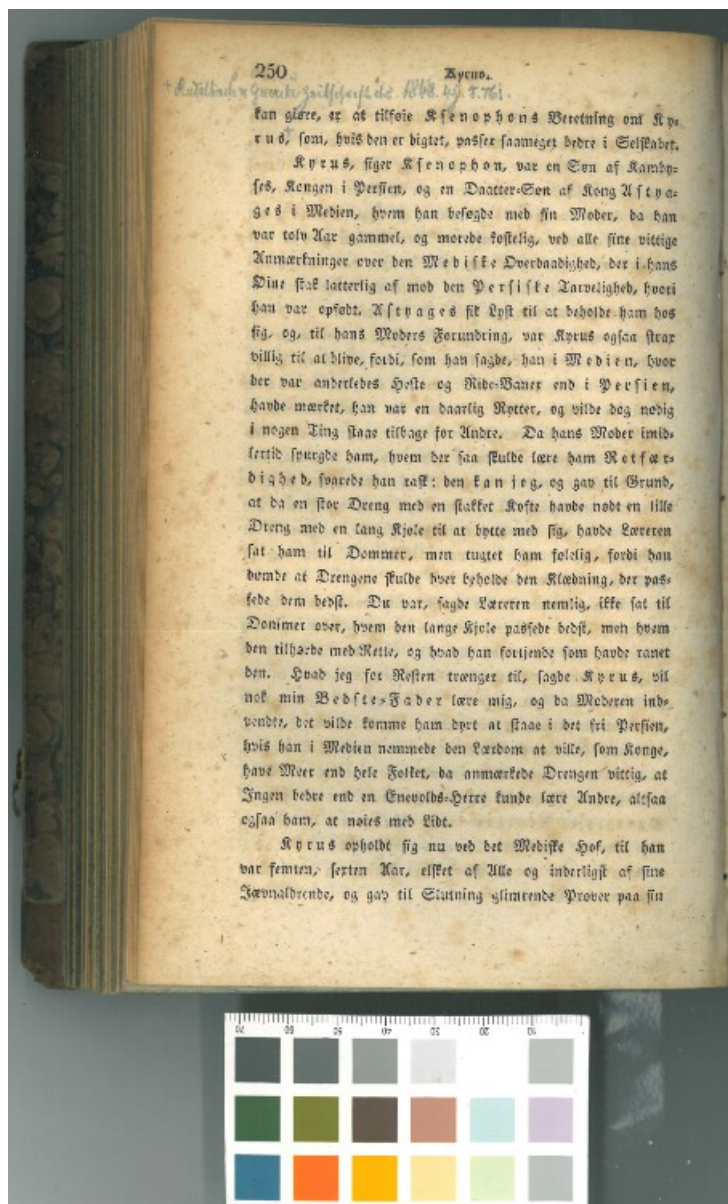 250
Kyrus.
Zeitschrift etc. 1848. S. 761.
kan giøre, er at tilføie Ksenophons Beretning om Ky-
rus, som, hvis den er digtet, passer saameget bedre i Selskabet.
Kyrus, siger Ksenophon, var en Søn af Kamby-
ses, Kongen i Persien, og en Daatter-Søn af Kong Astya-
ges i Medien, hvem han besøgde med sin Moder, da han
var tolv Aar gammel, og morede kostelig, ved alle sine vittige
Anmærkninger over den Mediske Overdaadighed, der i hans
Øine stak latterlig af mod den Persiske Tarvelighed, hvori
han var opfødt. Astyages fik Lyst til at beholde ham hos
sig, og, til hans Moders Forundring, var Kyrus ogsaa strax
villig til at blive, fordi, som han sagde, han i Medien, hvor
der var anderledes Heste og Ride-Baner end i Persien,
havde mærket, han var en daarlig Rytter, og vilde dog nødig
i nogen Ting staae tilbage for Andre. Da hans Moder imid-
lertid spurgde ham, hvem der saa skulde lære ham Retfær-
dighed, svarede han rask: den kan jeg, og gav til Grund,
at da en stor Dreng med en stakket Kofte havde nødt en lille
Dreng med en lang Kjole til at bytte med sig, havde Læreren
sat ham til Dommer, men tugtet ham følelig, fordi han
dømde at Drengene skulde hver beholde den Klædning, der pas-
sede dem bedst. Du var, sagde Læreren nemlig, ikke sat til
Dommer over, hvem den lange Kjole passede bedst, men hvem
den tilhørde med Rette, og hvad han fortjende som havde ranet
den. Hvad jeg for Resten trænger til, sagde Kyrus, vil
nok min Bedste-Fader lære mig, og da Moderen ind-
vendte, det vilde komme ham dyrt at staae i det fri Persien,
hvis han i Medien nemmede den Lærdom at ville, som Konge,
have Meer end hele Folket, da anmærkede Drengen vittig, at
Ingen bedre end en Enevolds-Herre kunde lære Andre, altsaa
ogsaa ham, at nøies med Lidt.
Kyrus opholdt sig nu ved det Mediske Hof, til han
var femten, sexten Aar, elsket af Alle og inderligst af sine
Jævnaldrende, og gav til Slutning glimrende Prøver paa sin
70 60 50 40 30 20 10